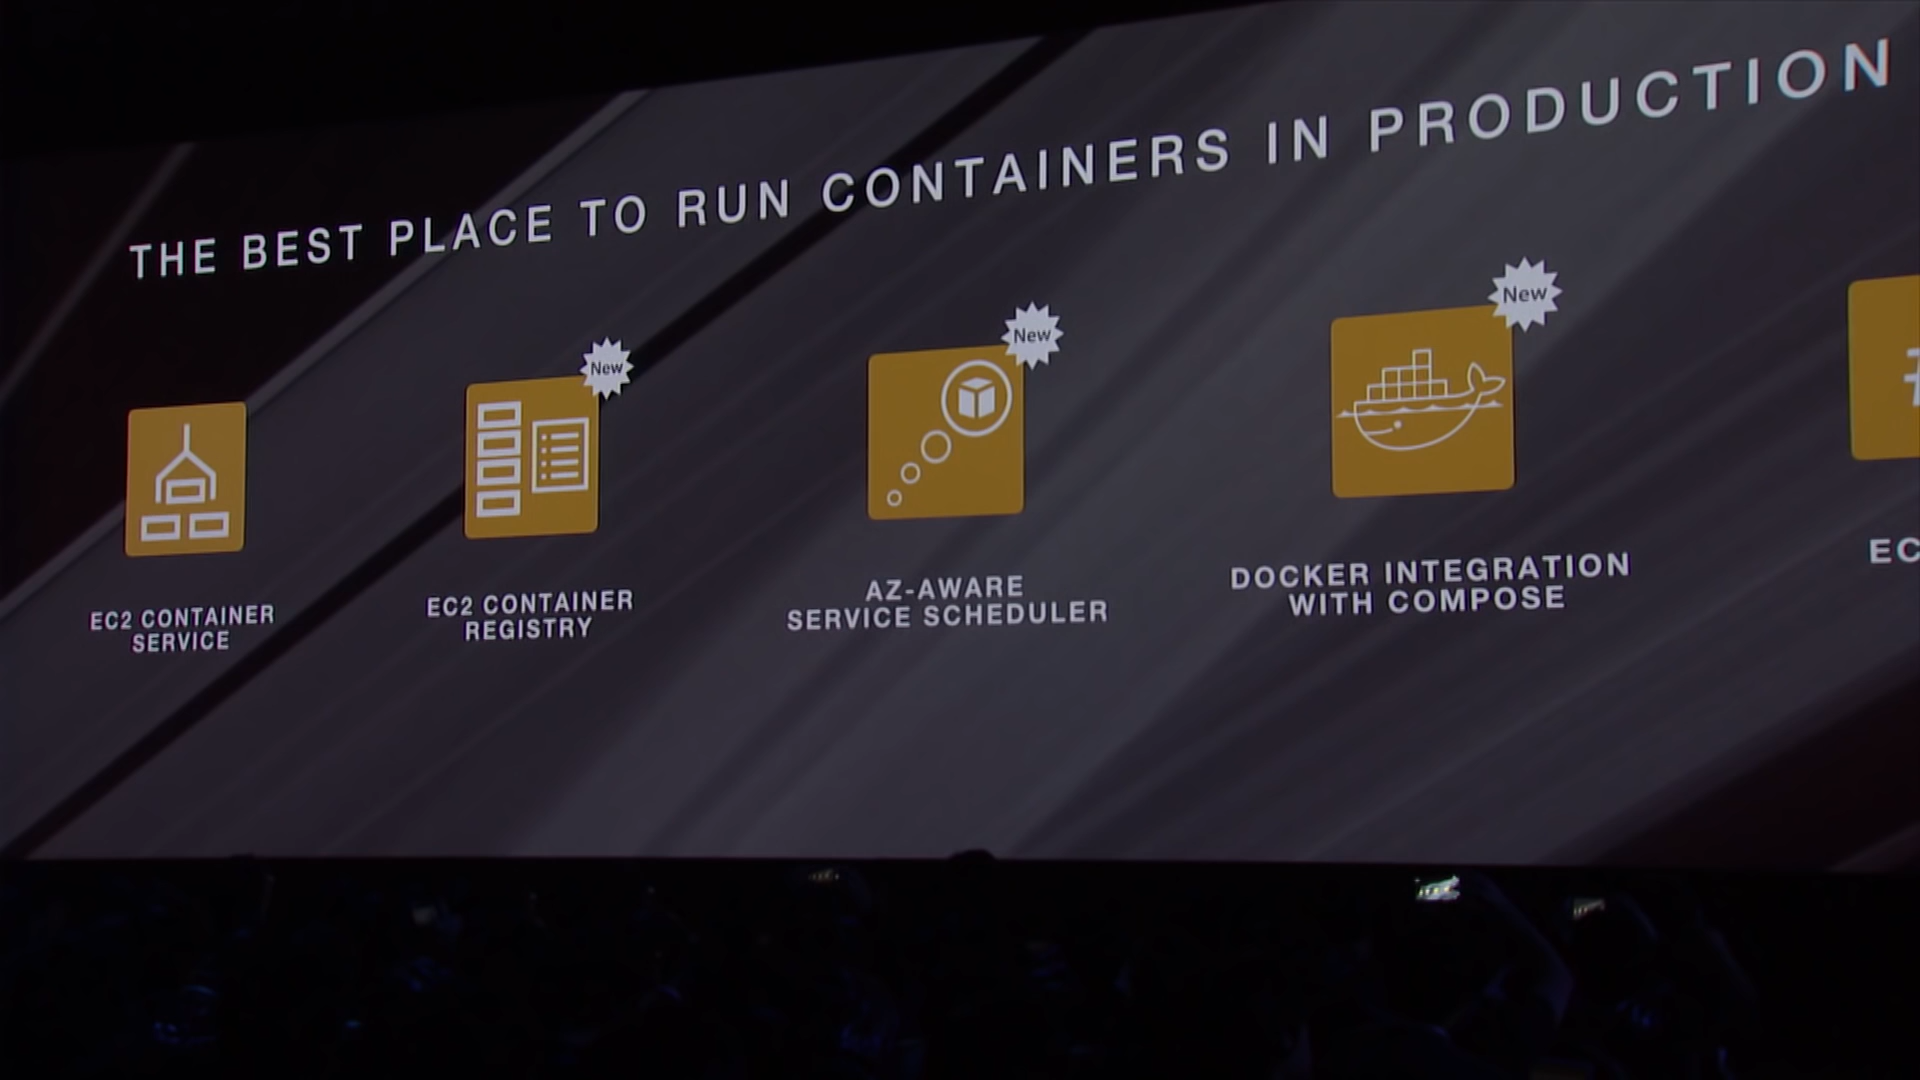 THE BEST PLACE TO RUN CONTAINERS IN PRODUCTION
New
New
New
EC2 CONTAINER
SERVICE
EC2 CONTAINER
REGISTRY
AZ-AWARE
SERVICE SCHEDULER
DOCKER INTEGRATION
WITH COMPOSE
EC